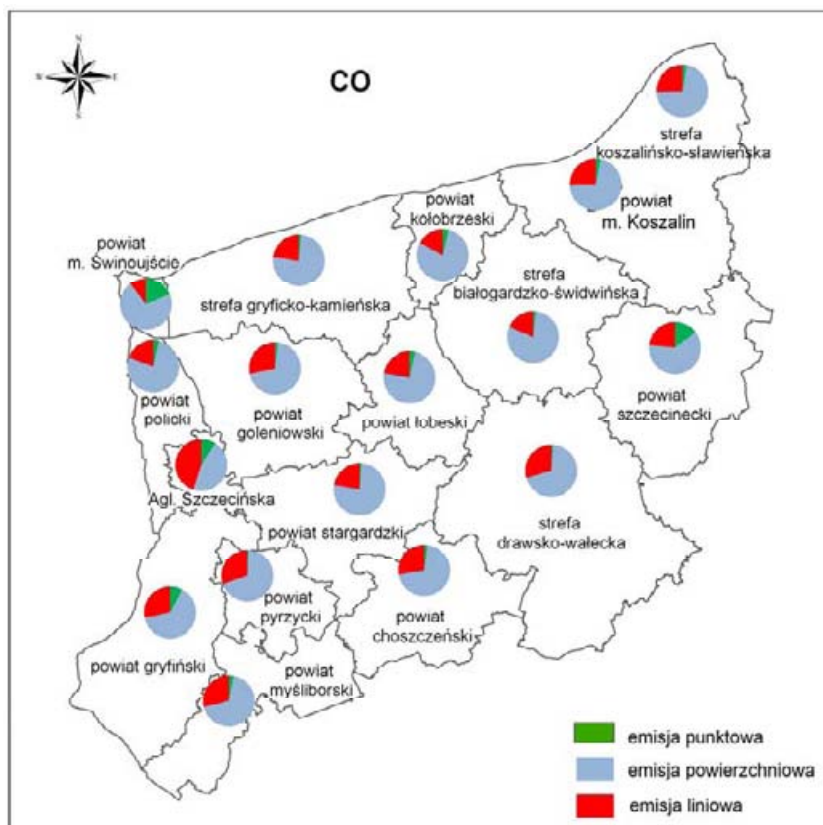 CO
N
W
E
S
strefa
koszalińsko-sławieńska
powiat
m. Koszalin
powiat
kołobrzeski
powiat
m. Swinoujście
strefa gryficko-kamieńska
strefa
białogardzko-świdwińska
powiat
szczecinecki
powiat
policki
powiat
goleniowski
powiat łobeski
Agl. Szczecińska
powiat stargardzki
strefa
drawsko-wałecka
powiat
pyrzycki
powiat
choszczeński
powiat gryfiński
powiat
myśliborski
emisja punktowa
emisja powierzchniowa
emisja liniowa